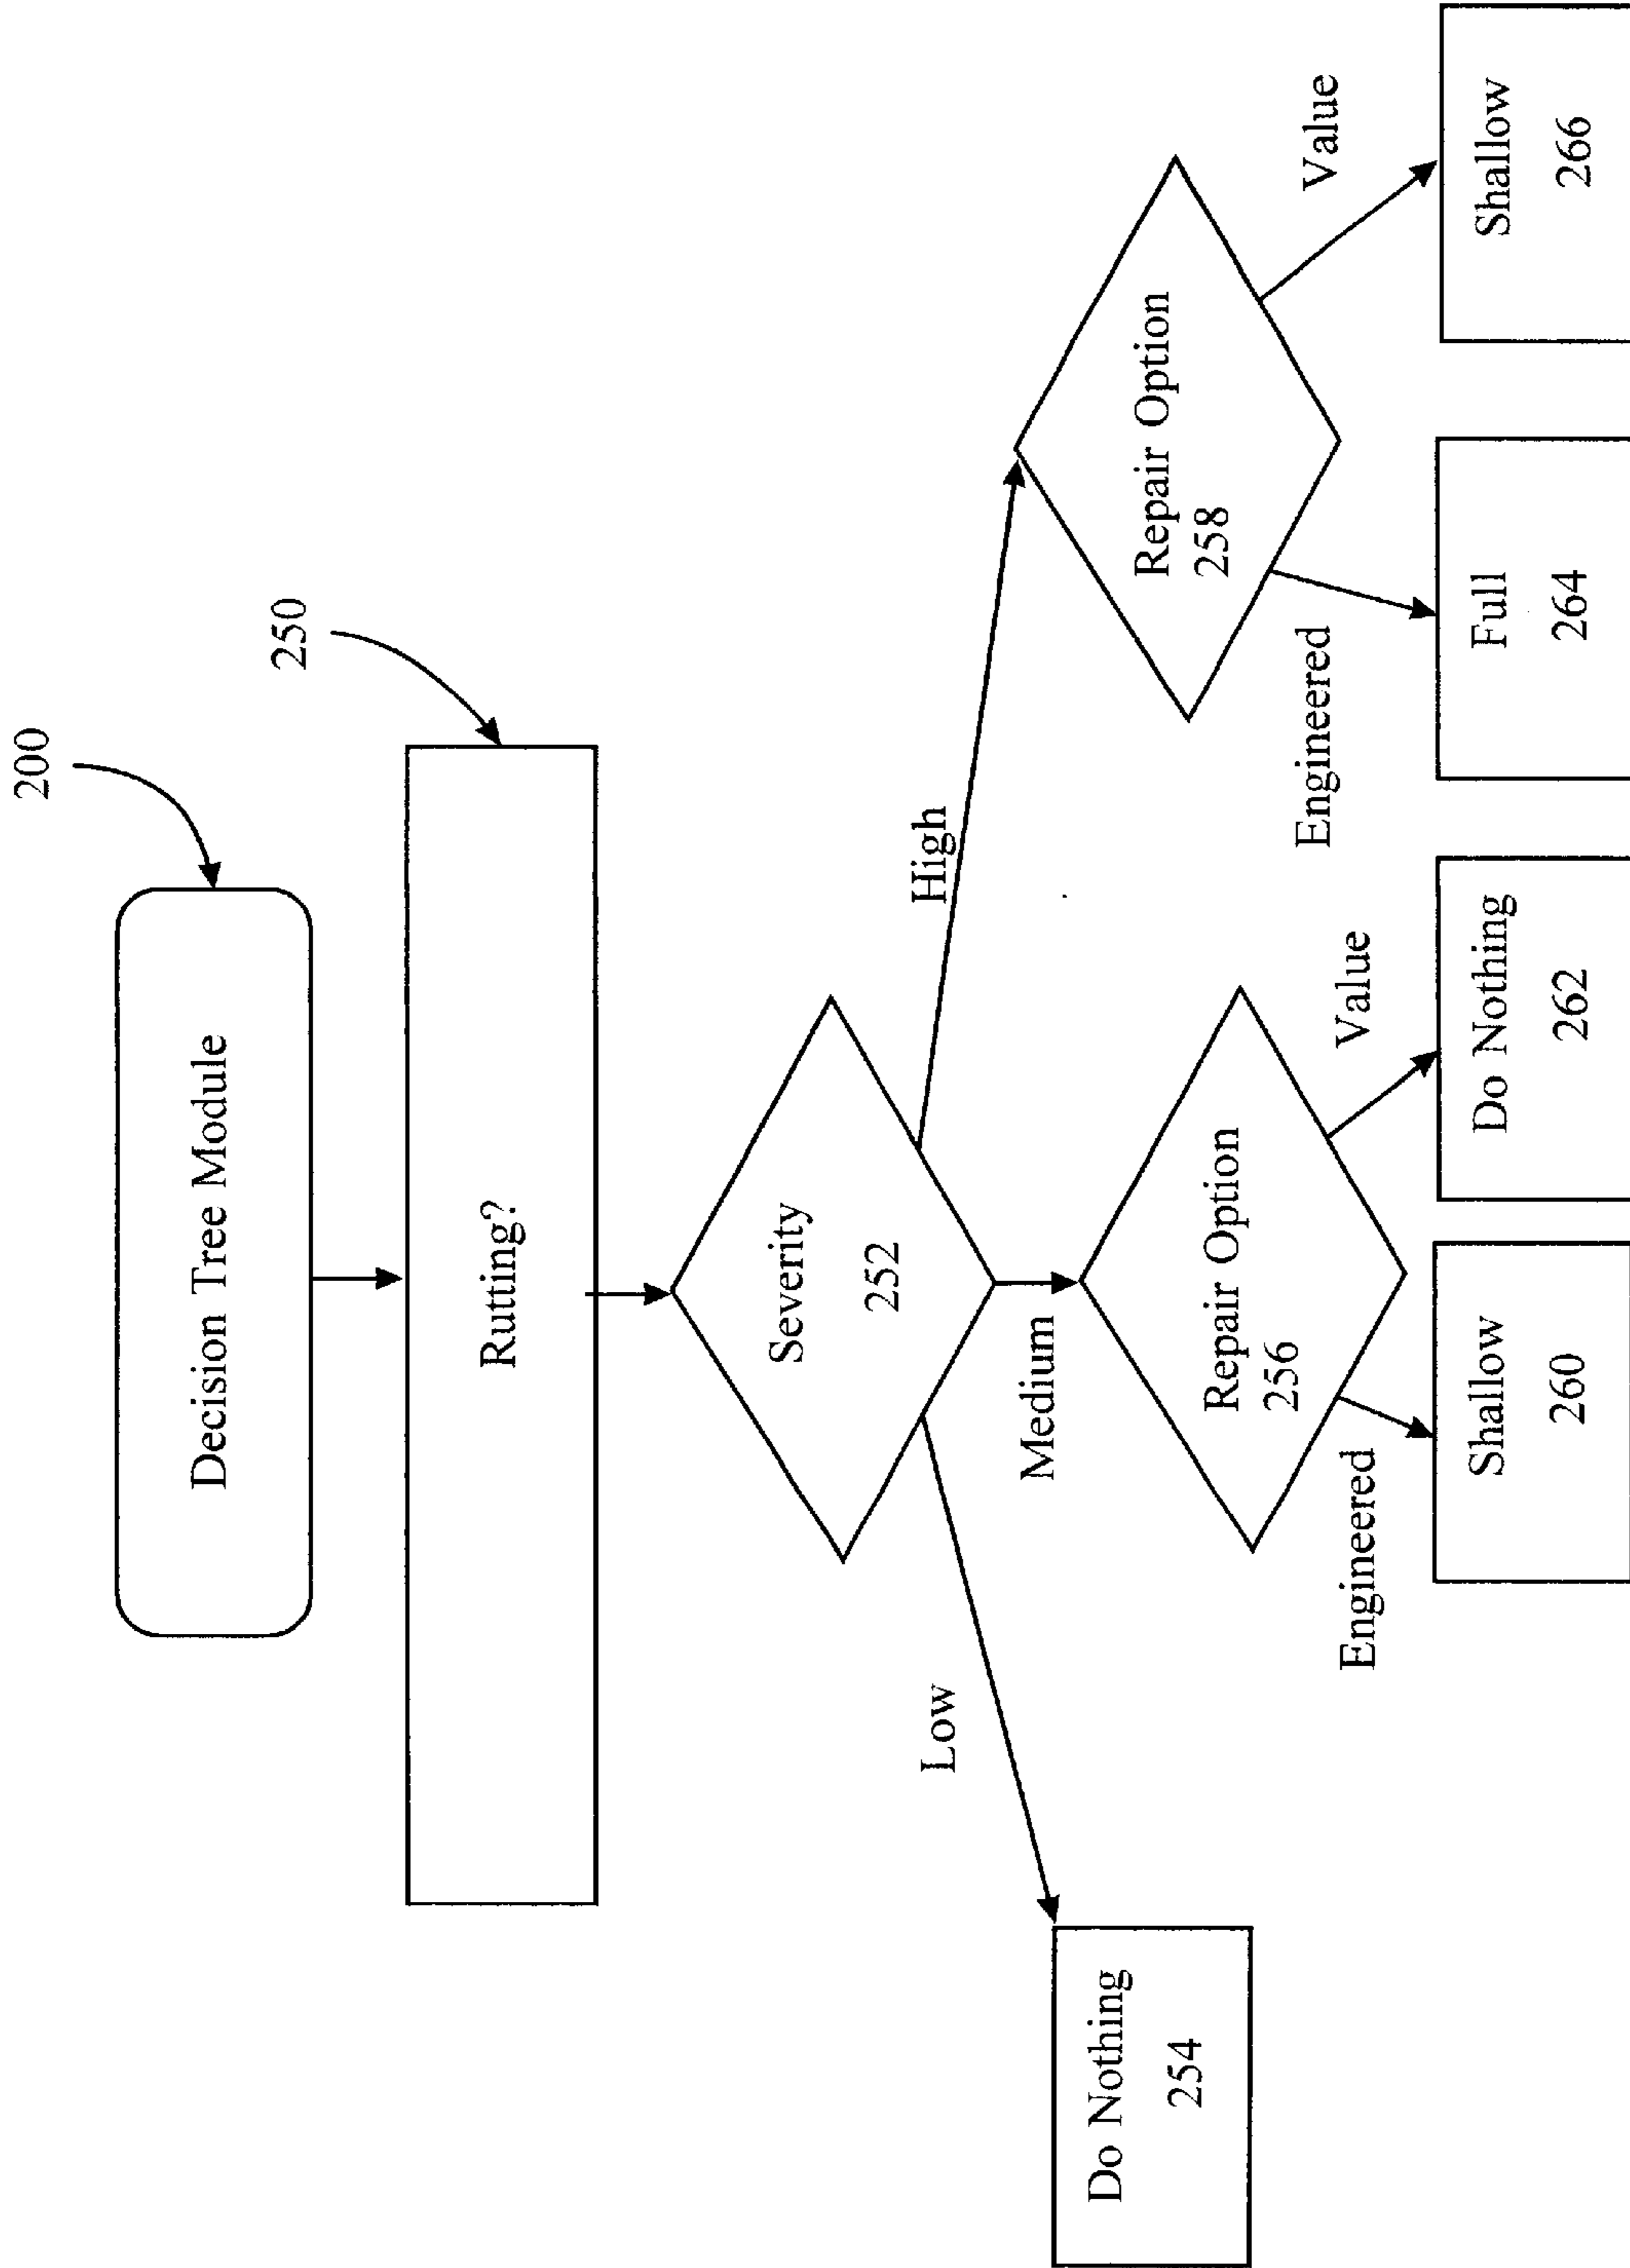 200
Decision Tree Module
250
Rutting?
Severity
252
Low
Medium
High
Do Nothing
254
Repair Option
256
Repair Option
258
Engineered
Value
Engineered
Value
Shallow
260
Do Nothing
262
Full
264
Shallow
266